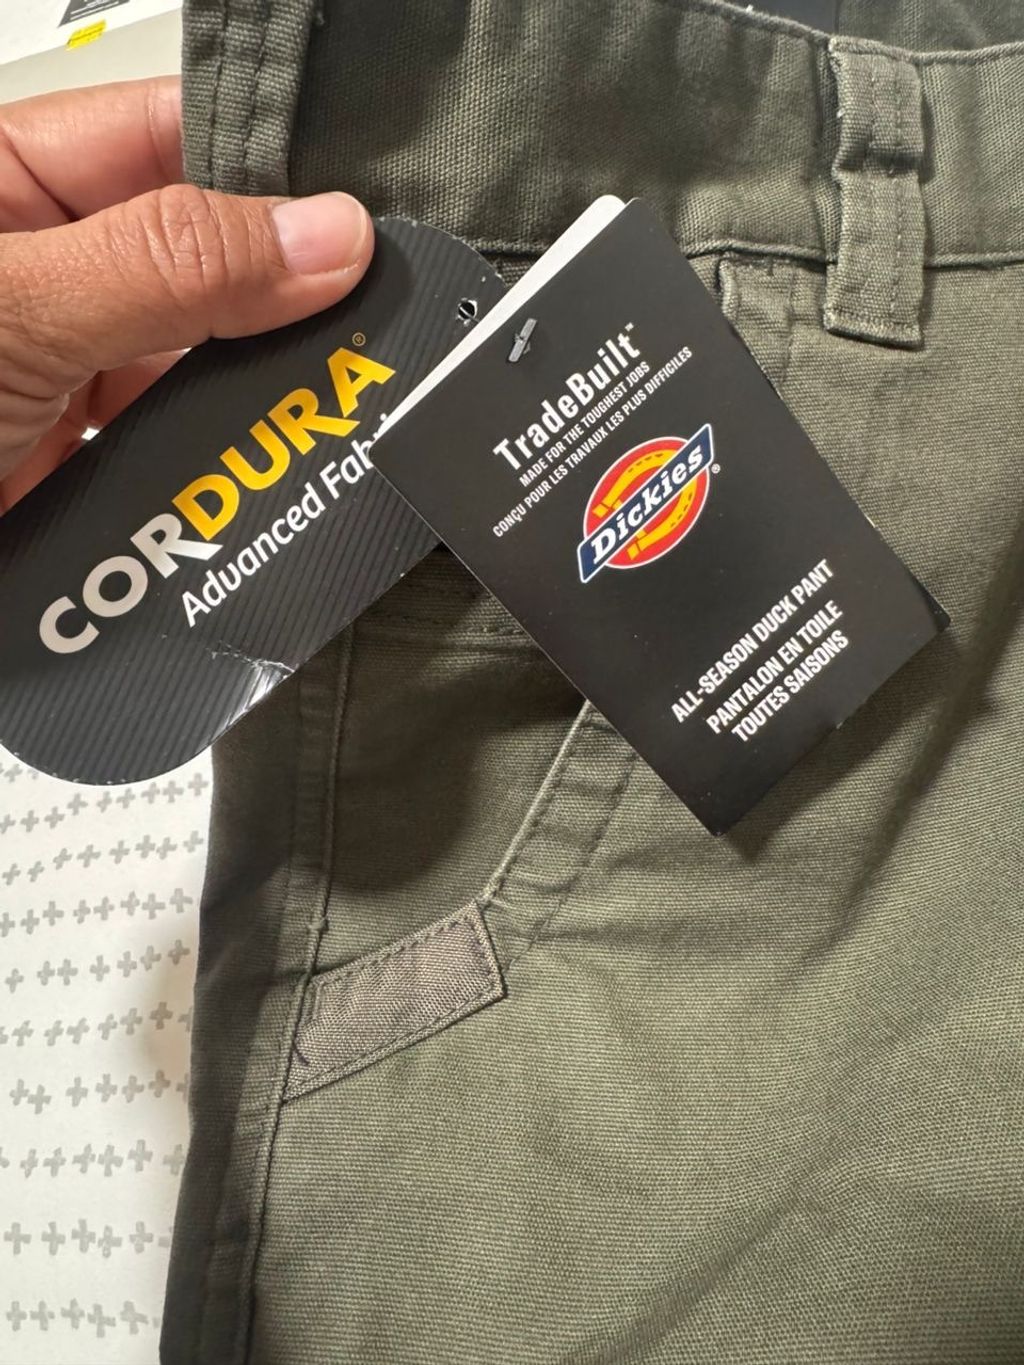 CORDURA®
Advanced Fabri
TradeBuilt™
MADE FOR THE TOUGHEST JOBS
CONÇU POUR LES TRAVAUX LES PLUS DIFFICILES
Dickies®
ALL-SEASON DUCK PANT
PANTALON EN TOILE
TOUTES SAISONS